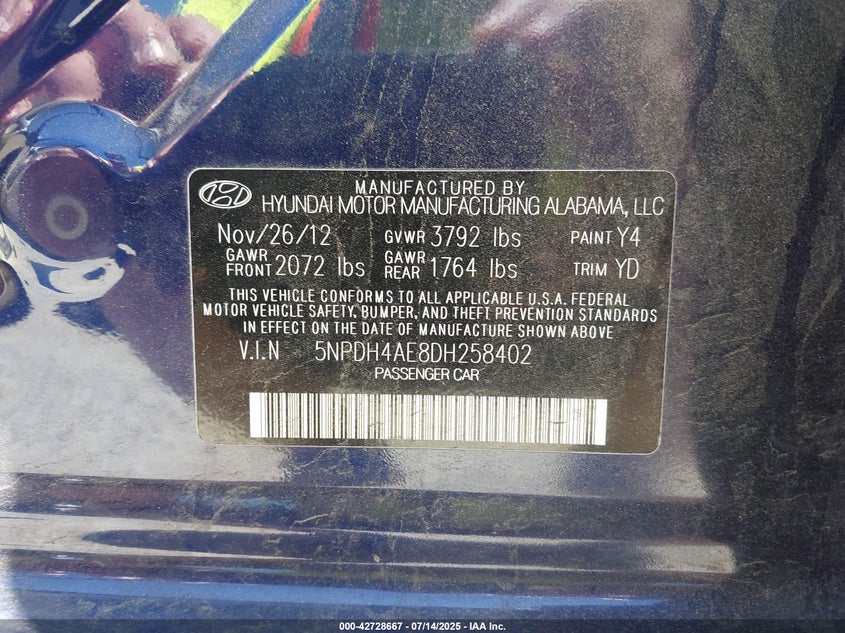 MANUFACTURED BY
HYUNDAI MOTOR MANUFACTURING ALABAMA, LLC
Nov/26/12 GVWR 3792 lbs PAINT Y4
GAWR FRONT 2072 lbs GAWR REAR 1764 lbs TRIM YD
THIS VEHICLE CONFORMS TO ALL APPLICABLE U.S.A. FEDERAL
MOTOR VEHICLE SAFETY, BUMPER, AND THEFT PREVENTION STANDARDS
IN EFFECT ON THE DATE OF MANUFACTURE SHOWN ABOVE
V.I.N 5NPDH4AE8DH258402
PASSENGER CAR
000-42728667 - 07/14/2025 - IAA Inc.